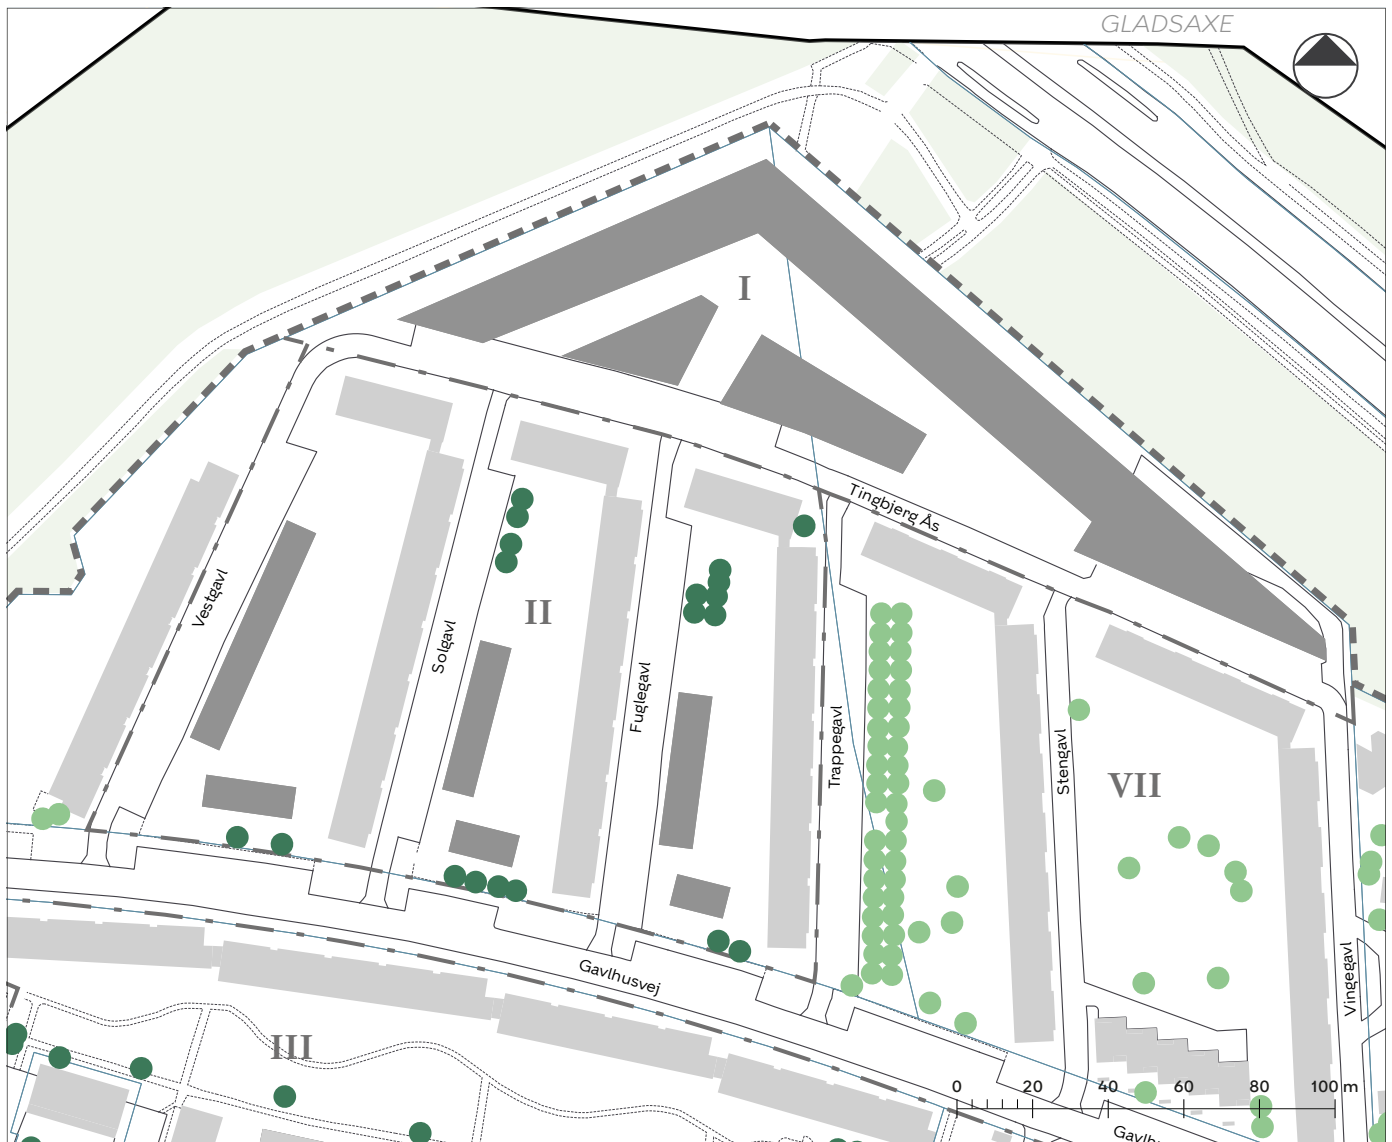 GLADSAXE
I
Tingbjerg Ås
Vestgavl
II
Solgavl
Fuglegavl
Trappegavl
Stengavl
VII
Vingegavl
Gavlhusvej
III
0 20 40 60 80 100 m